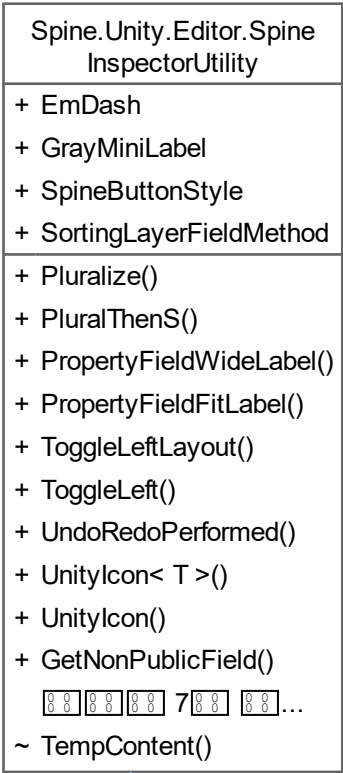 Spine.Unity.Editor.Spine
InspectorUtility
+ EmDash
+ GrayMiniLabel
+ SpineButtonStyle
+ SortingLayerFieldMethod
+ Pluralize()
+ PluralThenS()
+ PropertyFieldWideLabel()
+ PropertyFieldFitLabel()
+ ToggleLeftLayout()
+ ToggleLeft()
+ UndoRedoPerformed()
+ UnityIcon< T >()
+ UnityIcon()
+ GetNonPublicField()
7 ...
~ TempContent()